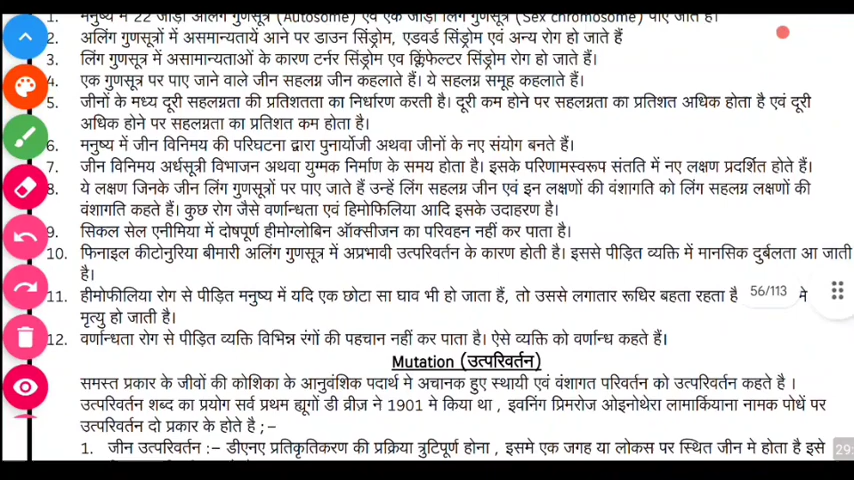 1. मनुष्य में 22 जोड़ी अलिंग गुणसूत्र (Autosome) एवं एक जोड़ी लिंग गुणसूत्र (Sex chromosome) पाए जाते हैं।
2. अलिंग गुणसूत्रों में असमान्यतायें आने पर डाउन सिंड्रोम, एडवर्ड सिंड्रोम एवं अन्य रोग हो जाते हैं
3. लिंग गुणसूत्र में असामान्यताओं के कारण टर्नर सिंड्रोम एवं क्लिंफेल्टर सिंड्रोम रोग हो जाते हैं।
4. एक गुणसूत्र पर पाए जाने वाले जीन सहलग्न जीन कहलाते हैं। ये सहलग्न समूह कहलाते हैं।
5. जीनों के मध्य दूरी सहलग्नता की प्रतिशतता का निर्धारण करती है। दूरी कम होने पर सहलग्नता का प्रतिशत अधिक होता है एवं दूरी
अधिक होने पर सहलग्नता का प्रतिशत कम होता है।
6. मनुष्य में जीन विनिमय की परिघटना द्वारा पुनार्योजी अथवा जीनों के नए संयोग बनते हैं।
7. जीन विनिमय अर्धसूत्री विभाजन अथवा युग्मक निर्माण के समय होता है। इसके परिणामस्वरूप संतति में नए लक्षण प्रदर्शित होते हैं।
8. ये लक्षण जिनके जीन लिंग गुणसूत्रों पर पाए जाते हैं उन्हें लिंग सहलग्न जीन एवं इन लक्षणों की वंशागति को लिंग सहलग्न लक्षणों की
वंशागति कहते हैं। कुछ रोग जैसे वर्णान्धता एवं हिमोफिलिया आदि इसके उदाहरण है।
9. सिकल सेल एनीमिया में दोषपूर्ण हीमोग्लोबिन ऑक्सीजन का परिवहन नहीं कर पाता है।
10. फिनाइल कीटोनुरिया बीमारी अलिंग गुणसूत्र में अप्रभावी उत्परिवर्तन के कारण होती है। इससे पीड़ित व्यक्ति में मानसिक दुर्बलता आ जाती
है।
11. हीमोफीलिया रोग से पीड़ित मनुष्य में यदि एक छोटा सा घाव भी हो जाता हैं, तो उससे लगातार रूधिर बहता रहता है 56/113 मे
मृत्यु हो जाती है।
12. वर्णान्धता रोग से पीड़ित व्यक्ति विभिन्न रंगों की पहचान नहीं कर पाता है। ऐसे व्यक्ति को वर्णान्ध कहते हैं।
Mutation (उत्परिवर्तन)
समस्त प्रकार के जीवों की कोशिका के आनुवंशिक पदार्थ मे अचानक हुए स्थायी एवं वंशागत परिवर्तन को उत्परिवर्तन कहते है ।
उत्परिवर्तन शब्द का प्रयोग सर्व प्रथम ह्यूगों डी व्रीज़ ने 1901 मे किया था , इवनिंग प्रिमरोज ओइनोथेरा लामार्कियाना नामक पोधें पर
उत्परिवर्तन दो प्रकार के होते है ; –
1. जीन उत्परिवर्तन :– डीएनए प्रतिकृतिकरण की प्रक्रिया त्रुटिपूर्ण होना , इसमे एक जगह या लोकस पर स्थित जीन मे होता है इसे